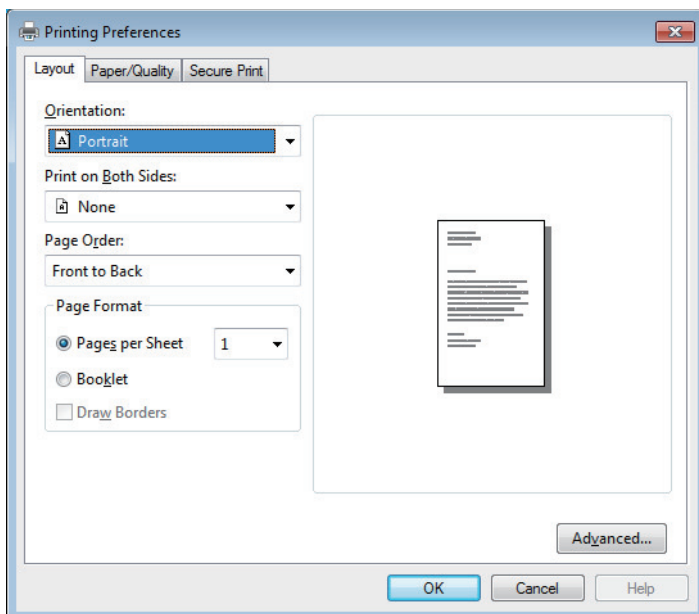 Printing Preferences
Layout Paper/Quality Secure Print
Orientation:
A Portrait
Print on Both Sides:
None
Page Order:
Front to Back
Page Format
Pages per Sheet 1
Booklet
Draw Borders
Advanced...
OK Cancel Help